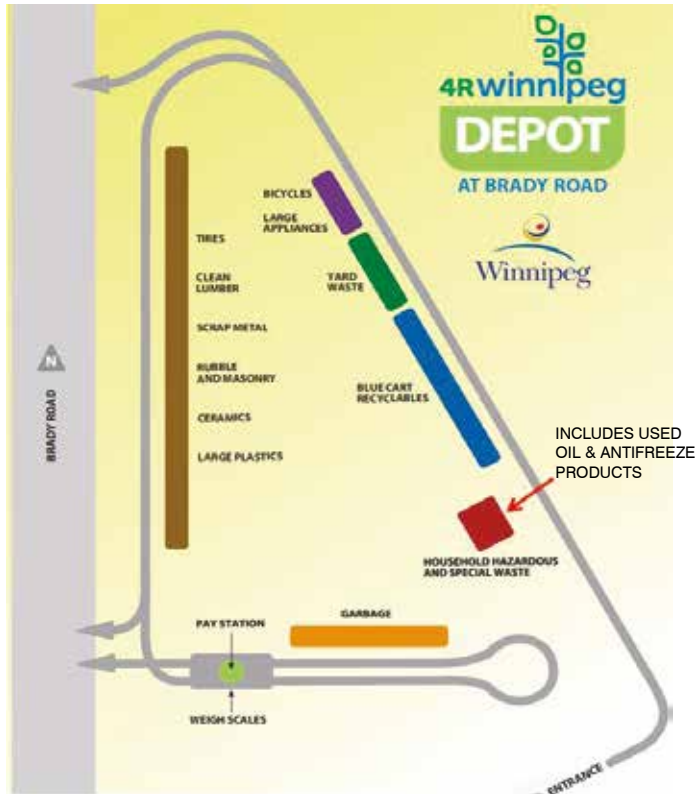 4Rwinnipeg
DEPOT
AT BRADY ROAD
Winnipeg
BICYCLES
LARGE
APPLIANCES
TIRES
CLEAN
LUMBER
YARD
WASTE
SCRAP METAL
RUBBLE
AND MASONRY
BLUE CART
RECYCLABLES
CERAMICS
LARGE PLASTICS
N
BRADY ROAD
INCLUDES USED
OIL & ANTIFREEZE
PRODUCTS
HOUSEHOLD HAZARDOUS
AND SPECIAL WASTE
GARBAGE
PAY STATION
WEIGH SCALES
ENTRANCE